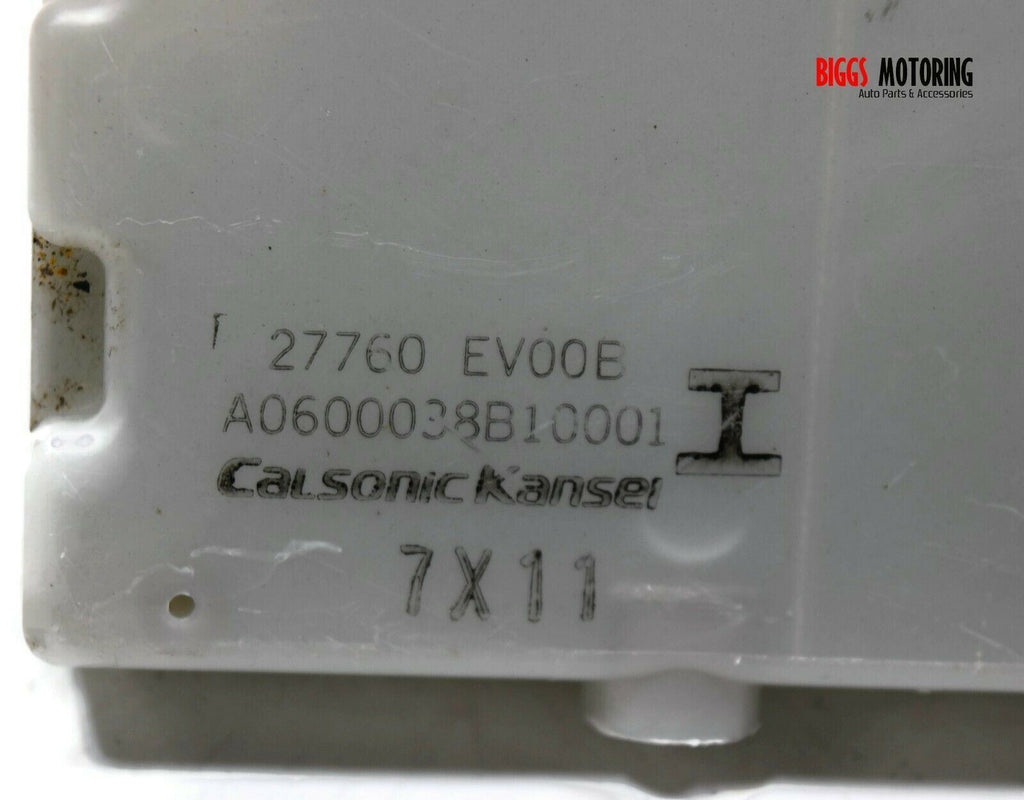 BIGGS MOTORING
Auto Parts & Accessories
27760 EV00B
A0600038B10001
CalsonicKansei
I
7X11